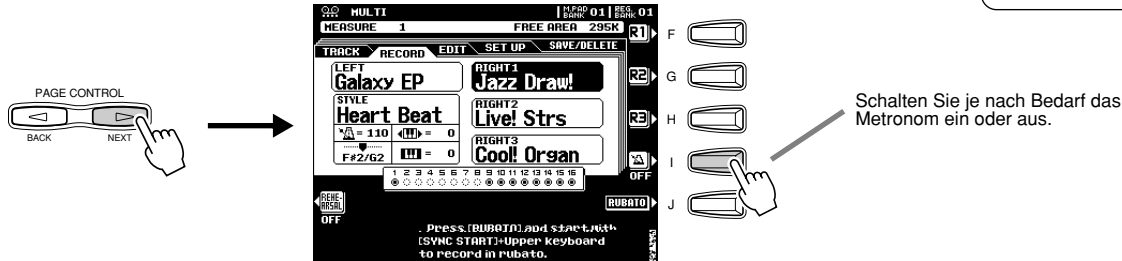 PAGE CONTROL
BACK NEXT
MULTI M.PAD BANK 01 REG. BANK 01
MEASURE 1 FREE AREA 295K
TRACK RECORD EDIT SET UP SAVE/DELETE
LEFT
Galaxy EP
STYLE
Heart Beat
= 110 = 0
F#2/G2 = 0
RIGHT1
Jazz Draw!
RIGHT2
Live! Strs
RIGHT3
Cool! Organ
1 2 3 4 5 6 7 8 9 10 11 12 13 14 15 16
REHE-
ARSAL
OFF
R1
R2
R3
OFF
RUBATO
. Press [RUBATO] and start with
[SYNC START]+Upper keyboard
to record in rubato.
F
G
H
I
J
Schalten Sie je nach Bedarf das
Metronom ein oder aus.